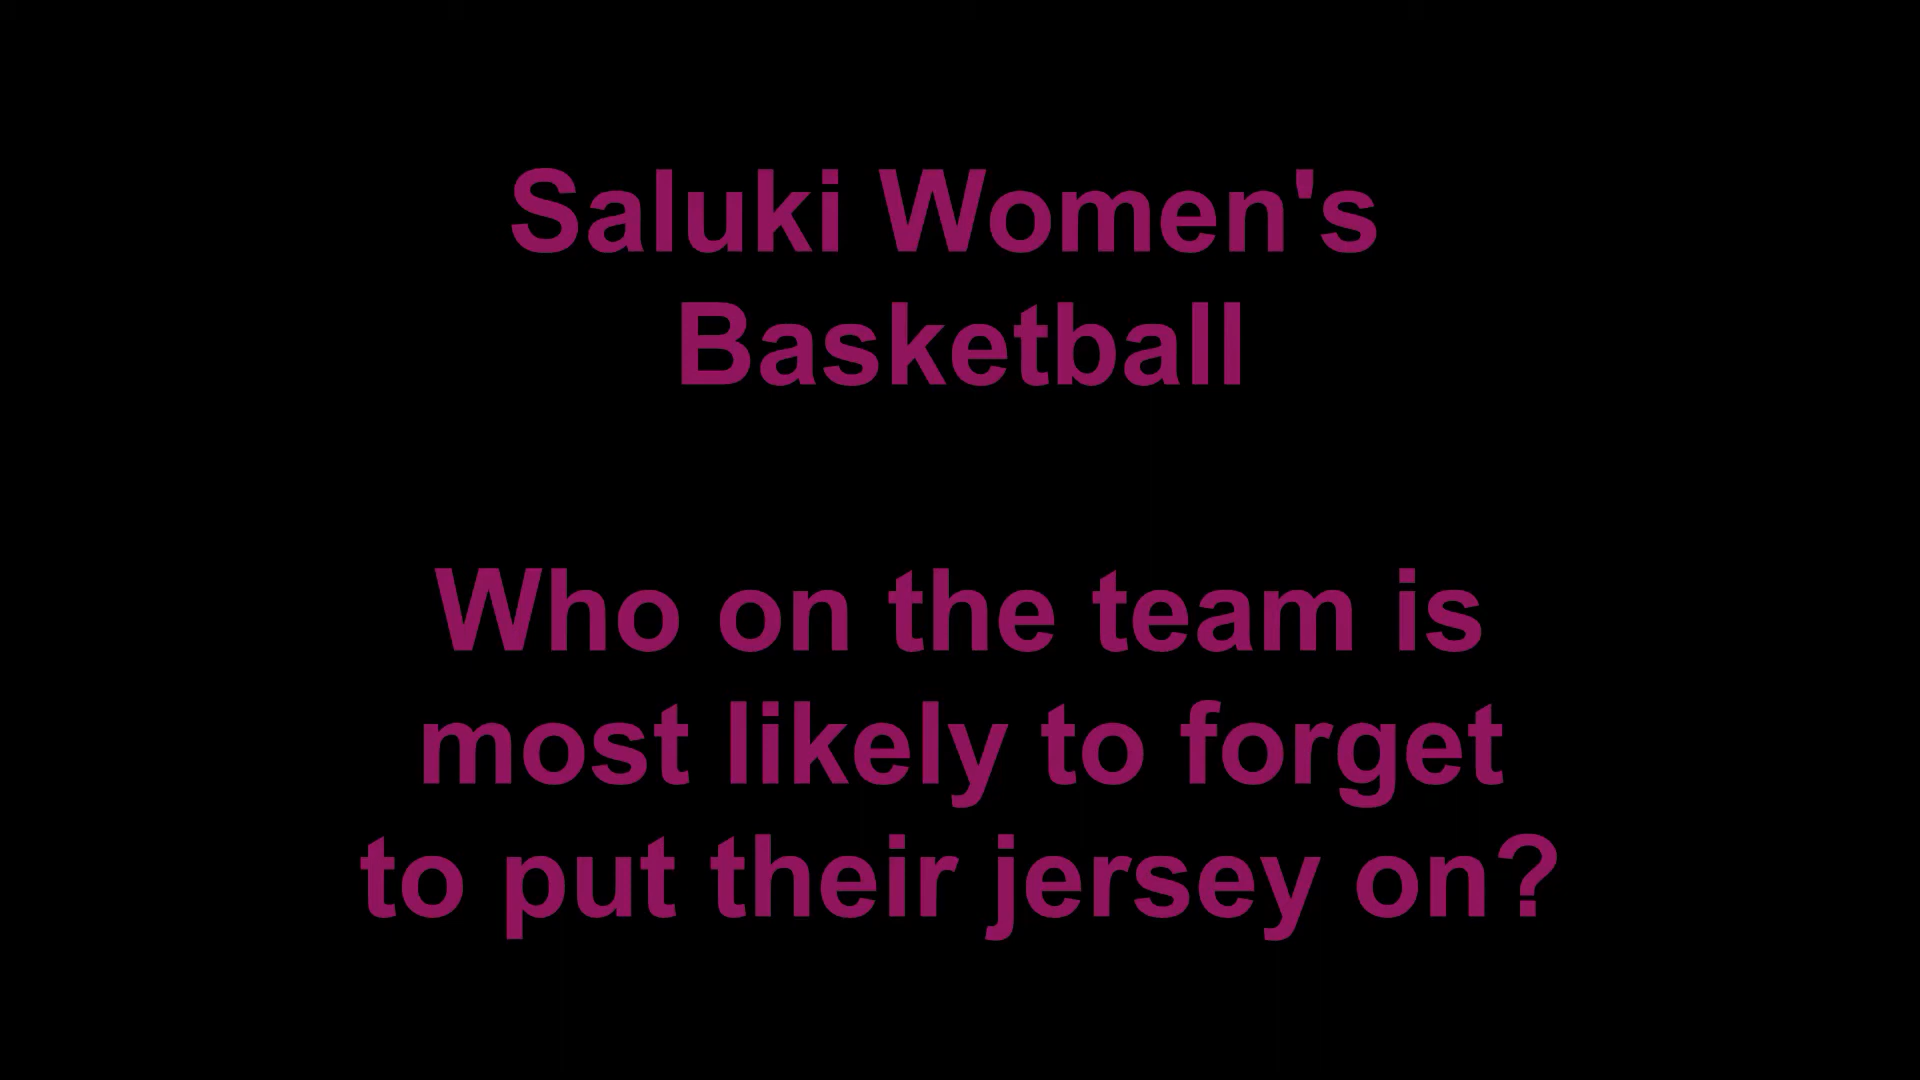 Saluki Women's
Basketball
Who on the team is
most likely to forget
to put their jersey on?